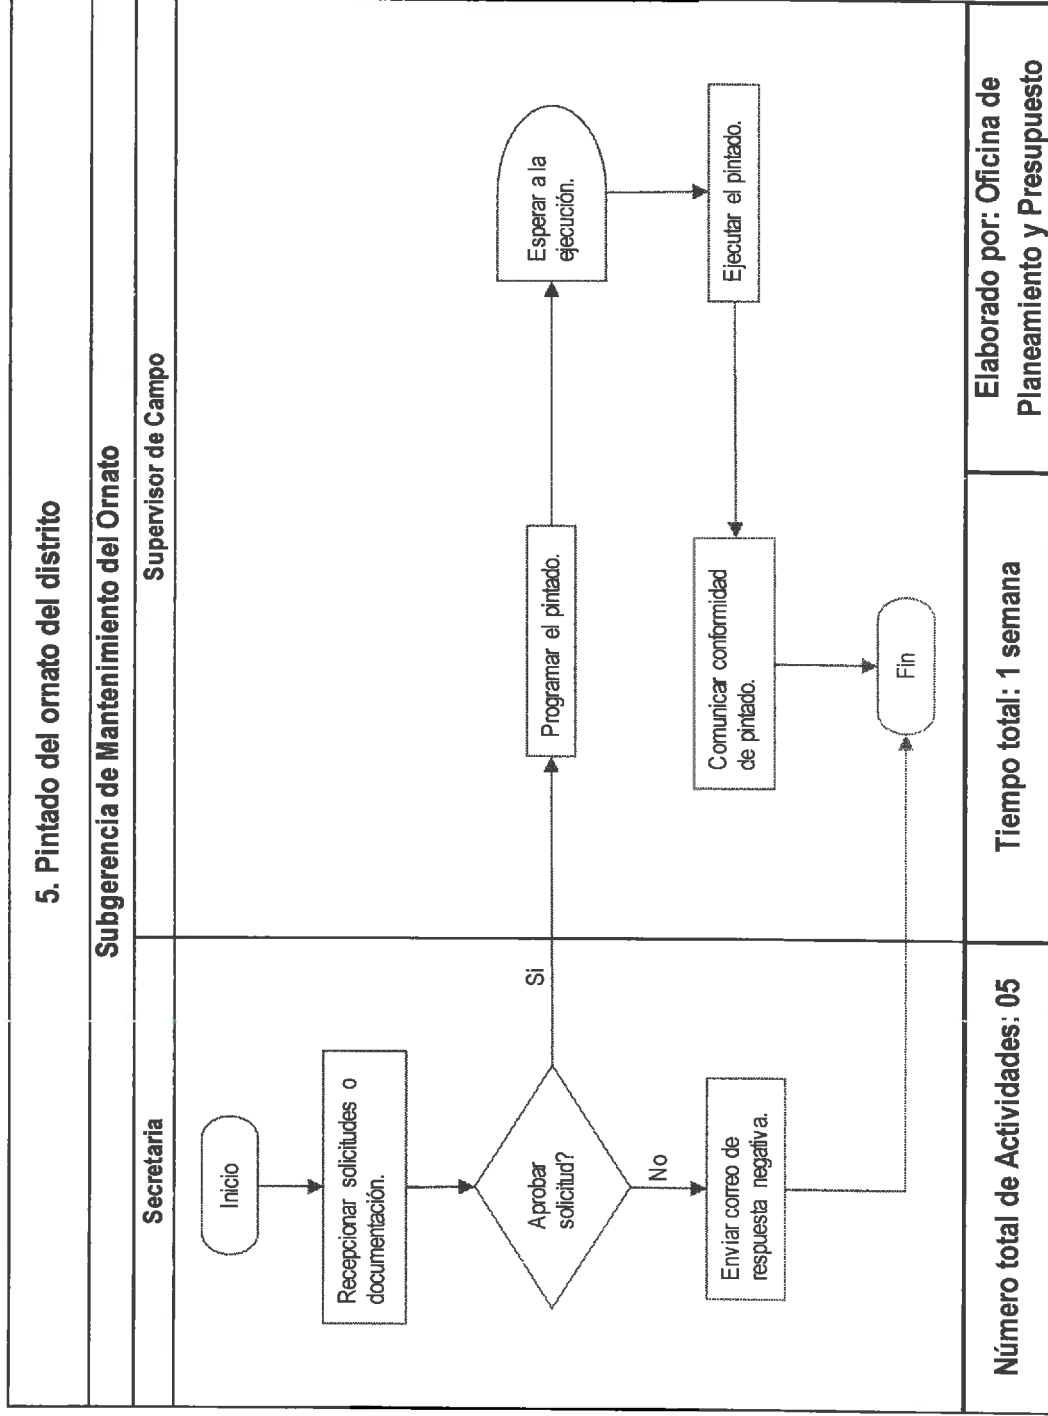 5. Pintado del ornato del distrito
Subgerencia de Mantenimiento del Ornato
Secretaria
Supervisor de Campo
Inicio
Recepcionar solicitudes o
documentación.
Aprobar
solicitud?
Si
No
Enviar correo de
respuesta negativa.
Programar el pintado.
Esperar a la
ejecución.
Ejecutar el pintado.
Comunicar conformidad
de pintado.
Fin
Número total de Actividades: 05
Tiempo total: 1 semana
Elaborado por: Oficina de
Planeamiento y Presupuesto